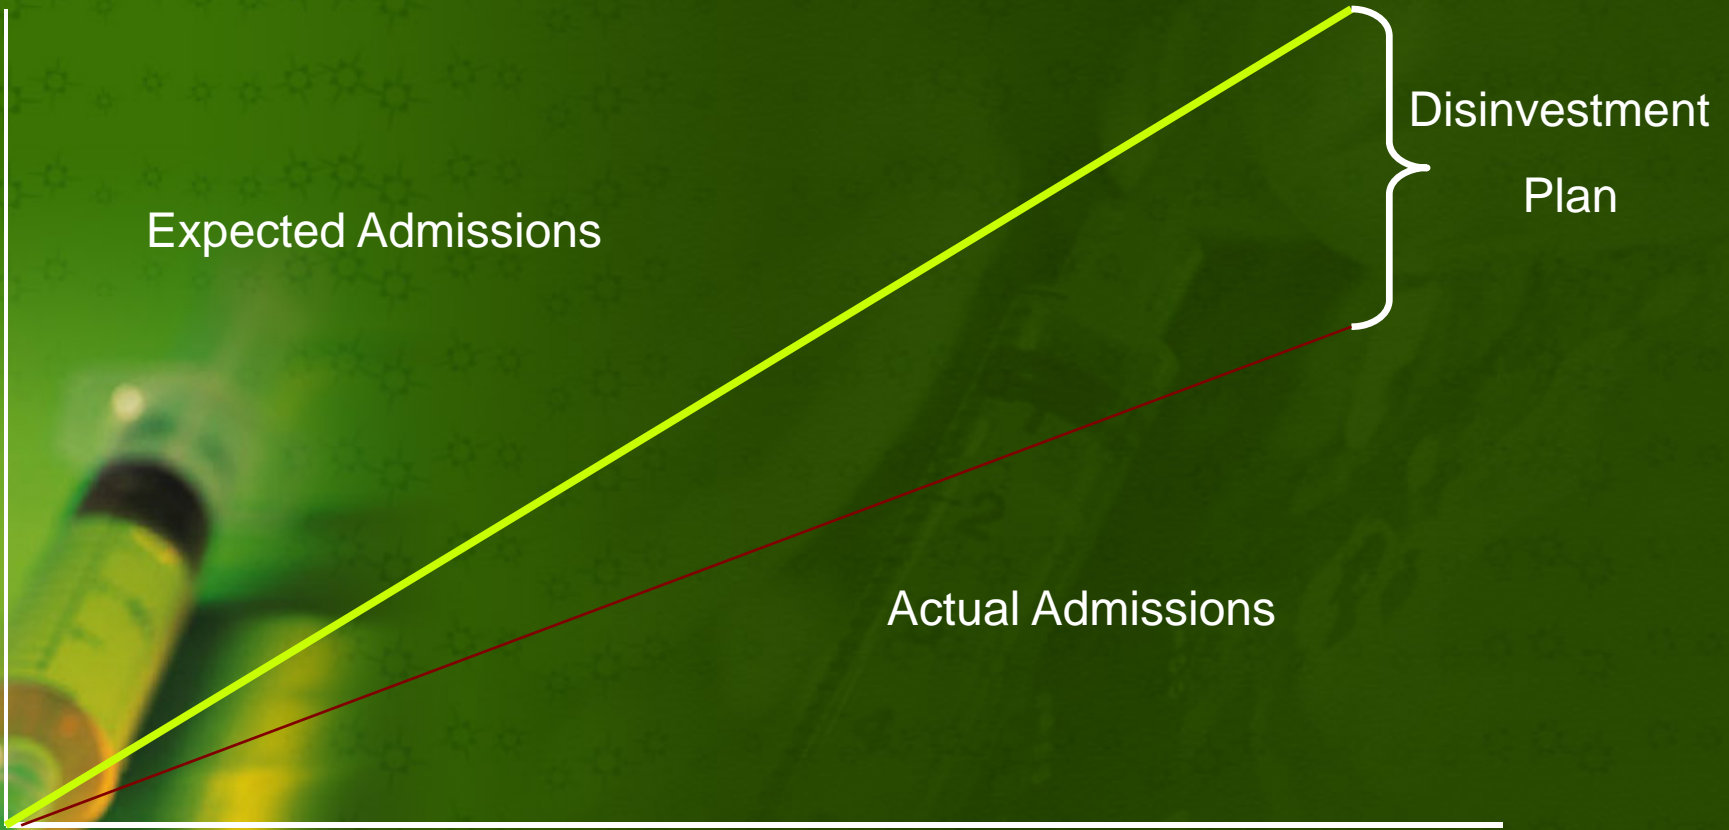 Disinvestment
Plan
Expected Admissions
Actual Admissions